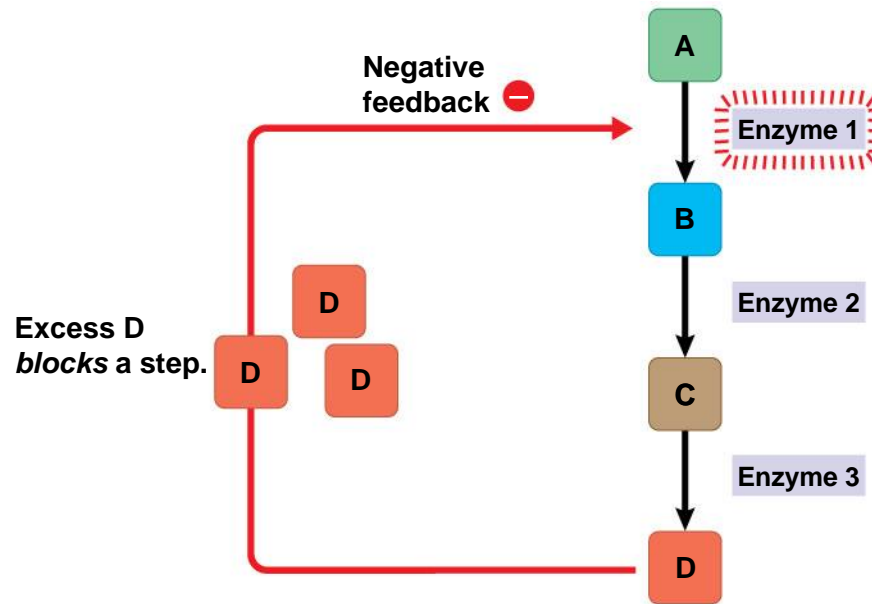 A
Negative
feedback
−
Enzyme 1
B
Enzyme 2
D
Excess D
blocks a step.
D
D
C
Enzyme 3
D